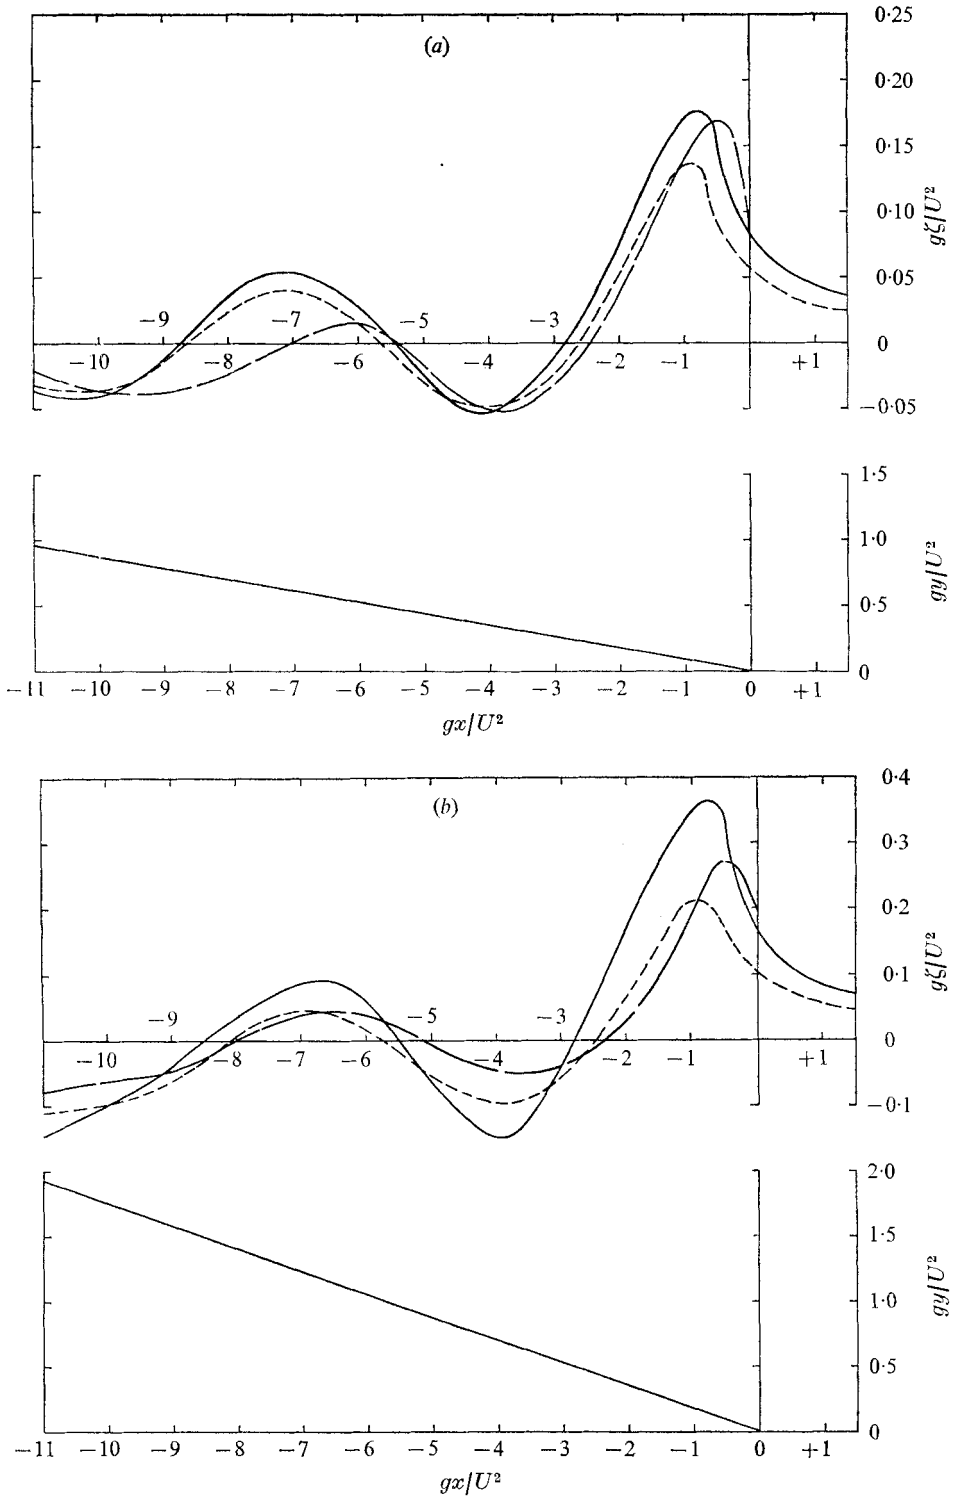 (a)
0·25
0·20
0·15
0·10
0·05
0
−0·05
gζ/U²
−9 −7 −5 −3
−10 −8 −6 −4 −2 −1 +1
1·5
1·0
0·5
0
gy/U²
−11 −10 −9 −8 −7 −6 −5 −4 −3 −2 −1 0 +1
gx/U²
(b)
0·4
0·3
0·2
0·1
0
−0·1
gζ/U²
−9 −5 −3
−10 −8 −7 −6 −4 −2 −1 +1
2·0
1·5
1·0
0·5
0
gy/U²
−11 −10 −9 −8 −7 −6 −5 −4 −3 −2 −1 0 +1
gx/U²